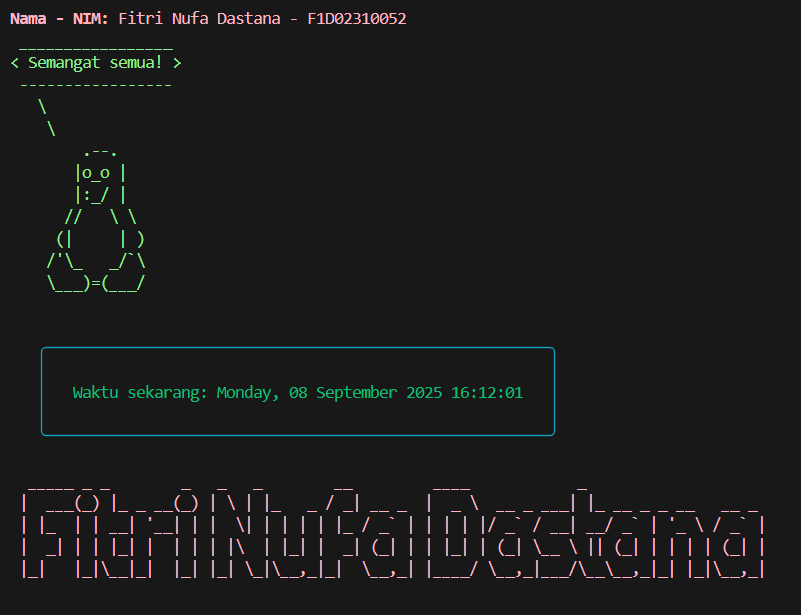 Nama - NIM: Fitri Nufa Dastana - F1D02310052
< Semangat semua! >
Waktu sekarang: Monday, 08 September 2025 16:12:01
Fitri Nufa Dastana